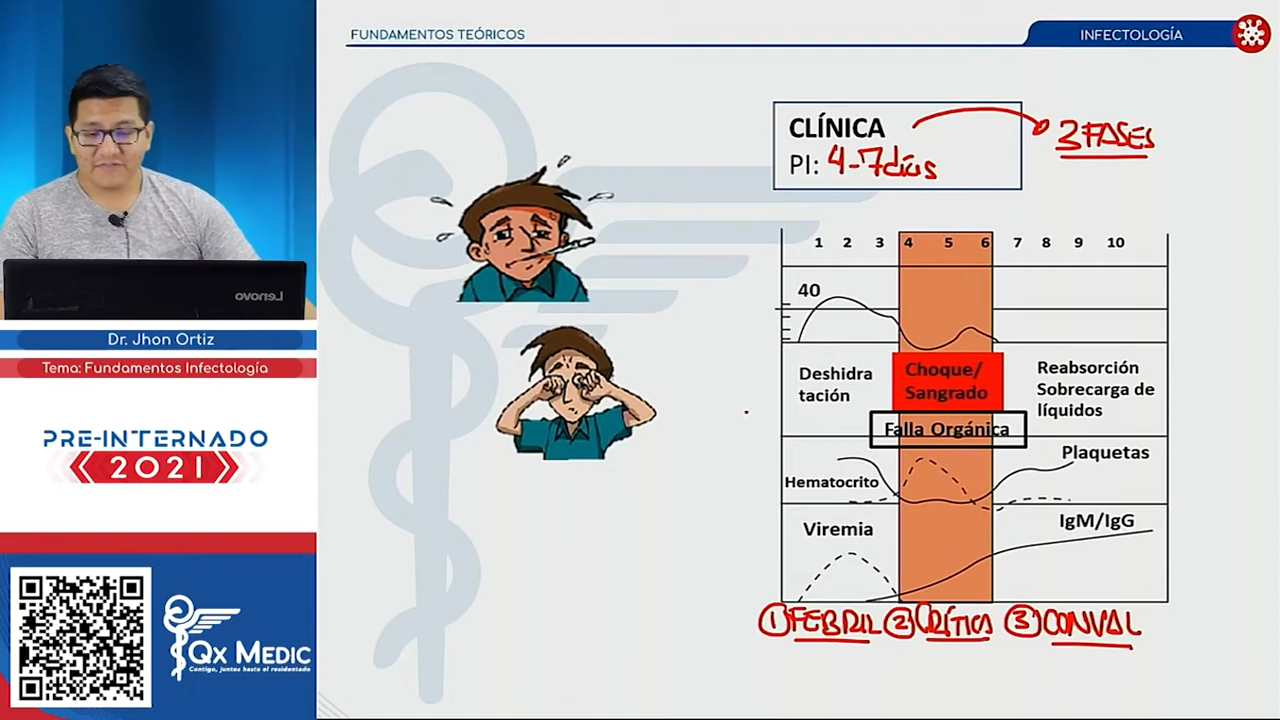 FUNDAMENTOS TEÓRICOS
INFECTOLOGÍA
CLÍNICA
3 FASES
PI: 4-7 días
1 2 3 4 5 6 7 8 9 10
40
Deshidra
tación
Choque/
Sangrado
Reabsorción
Sobrecarga de
líquidos
Falla Orgánica
Plaquetas
Hematocrito
Viremia
IgM/IgG
① FEBRIL ② CRÍTICA ③ CONVAL
Lenovo
Dr. Jhon Ortiz
Tema: Fundamentos Infectología
PRE-INTERNADO
2021
Qx MEDIC
Contigo, juntos hasta el residentado